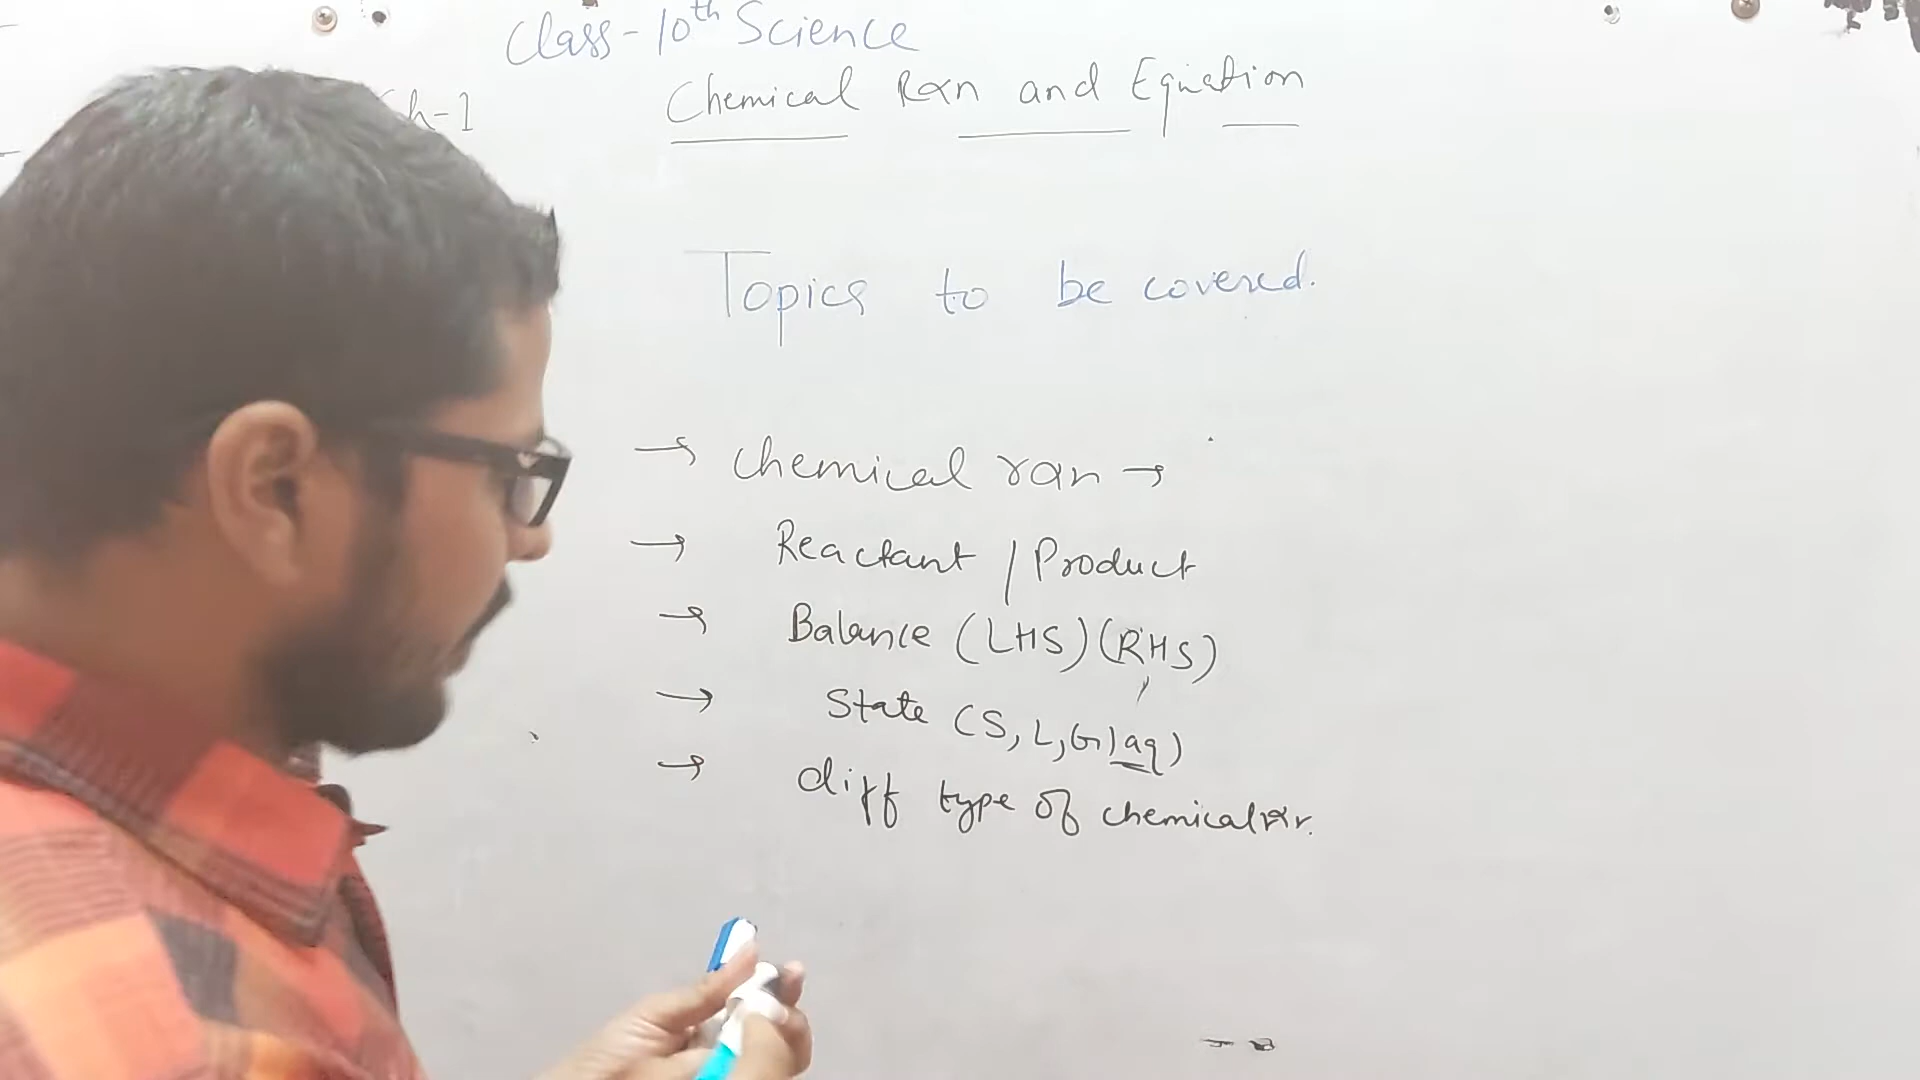 Class-10th Science
Ch-1 Chemical Rxn and Equation
Topics to be covered.
→ Chemical rxn →
→ Reactant / Product
→ Balance (LHS) (RHS)
→ State (S, L, G, aq)
→ diff type of chemical rxr.